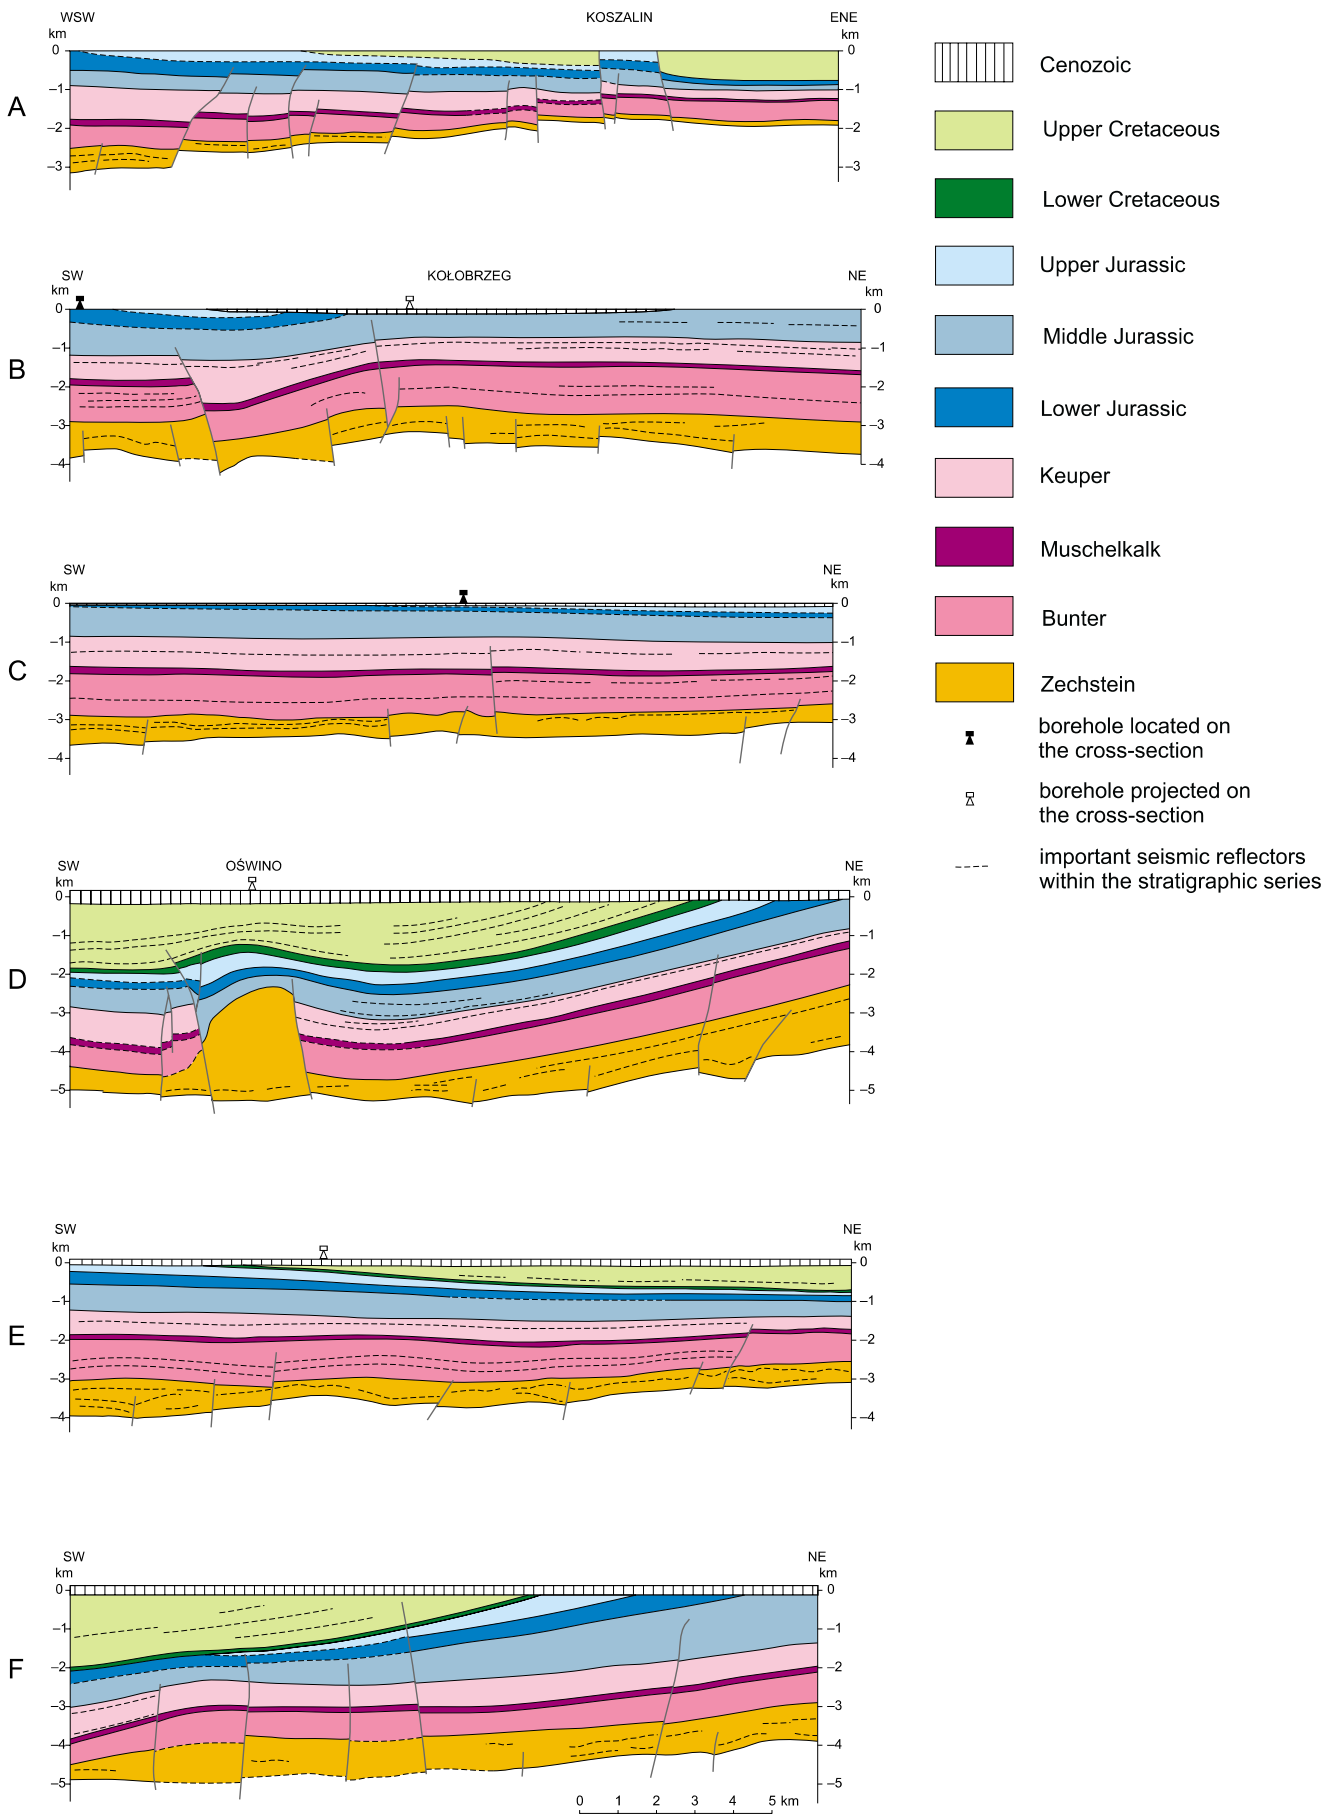 WSW KOSZALIN ENE
km km
0 0
–1 –1
A
–2 –2
–3 –3
SW KOŁOBRZEG NE
km km
0 0
–1 –1
B
–2 –2
–3 –3
–4 –4
SW NE
km km
0 0
–1 –1
C
–2 –2
–3 –3
–4 –4
SW OŚWINO NE
km km
0 0
–1 –1
D
–2 –2
–3 –3
–4 –4
–5 –5
SW NE
km km
0 0
–1 –1
E
–2 –2
–3 –3
–4 –4
SW NE
km km
0 0
–1 –1
F
–2 –2
–3 –3
–4 –4
–5 –5
0 1 2 3 4 5 km
Cenozoic
Upper Cretaceous
Lower Cretaceous
Upper Jurassic
Middle Jurassic
Lower Jurassic
Keuper
Muschelkalk
Bunter
Zechstein
borehole located on
the cross-section
borehole projected on
the cross-section
important seismic reflectors
within the stratigraphic series